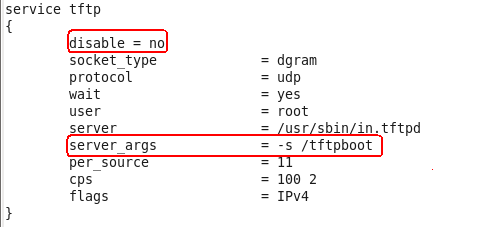 service tftp
{
disable = no
socket_type = dgram
protocol = udp
wait = yes
user = root
server = /usr/sbin/in.tftpd
server_args = -s /tftpboot
per_source = 11
cps = 100 2
flags = IPv4
}